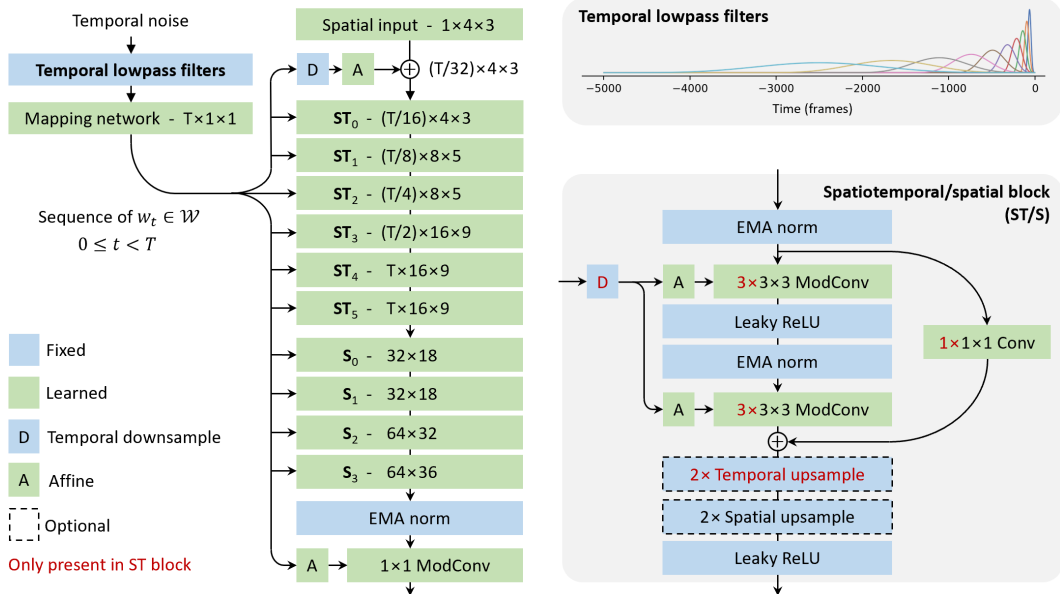 Temporal noise
Temporal lowpass filters
Mapping network - T×1×1
Sequence of w_t ∈ 𝒲
0 ≤ t < T
Fixed
Learned
D Temporal downsample
A Affine
Optional
Only present in ST block
Spatial input - 1×4×3
D A + (T/32)×4×3
ST₀ - (T/16)×4×3
ST₁ - (T/8)×8×5
ST₂ - (T/4)×8×5
ST₃ - (T/2)×16×9
ST₄ - T×16×9
ST₅ - T×16×9
S₀ - 32×18
S₁ - 32×18
S₂ - 64×32
S₃ - 64×36
EMA norm
A 1×1 ModConv
Temporal lowpass filters
−5000 −4000 −3000 −2000 −1000 0
Time (frames)
Spatiotemporal/spatial block
(ST/S)
EMA norm
D A 3×3×3 ModConv
Leaky ReLU
1×1×1 Conv
EMA norm
A 3×3×3 ModConv
+
2× Temporal upsample
2× Spatial upsample
Leaky ReLU